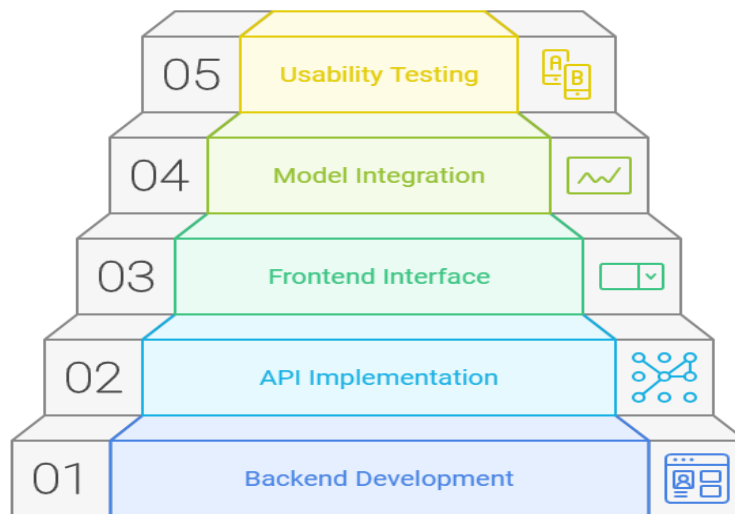 05 Usability Testing A B
04 Model Integration
03 Frontend Interface
02 API Implementation
01 Backend Development